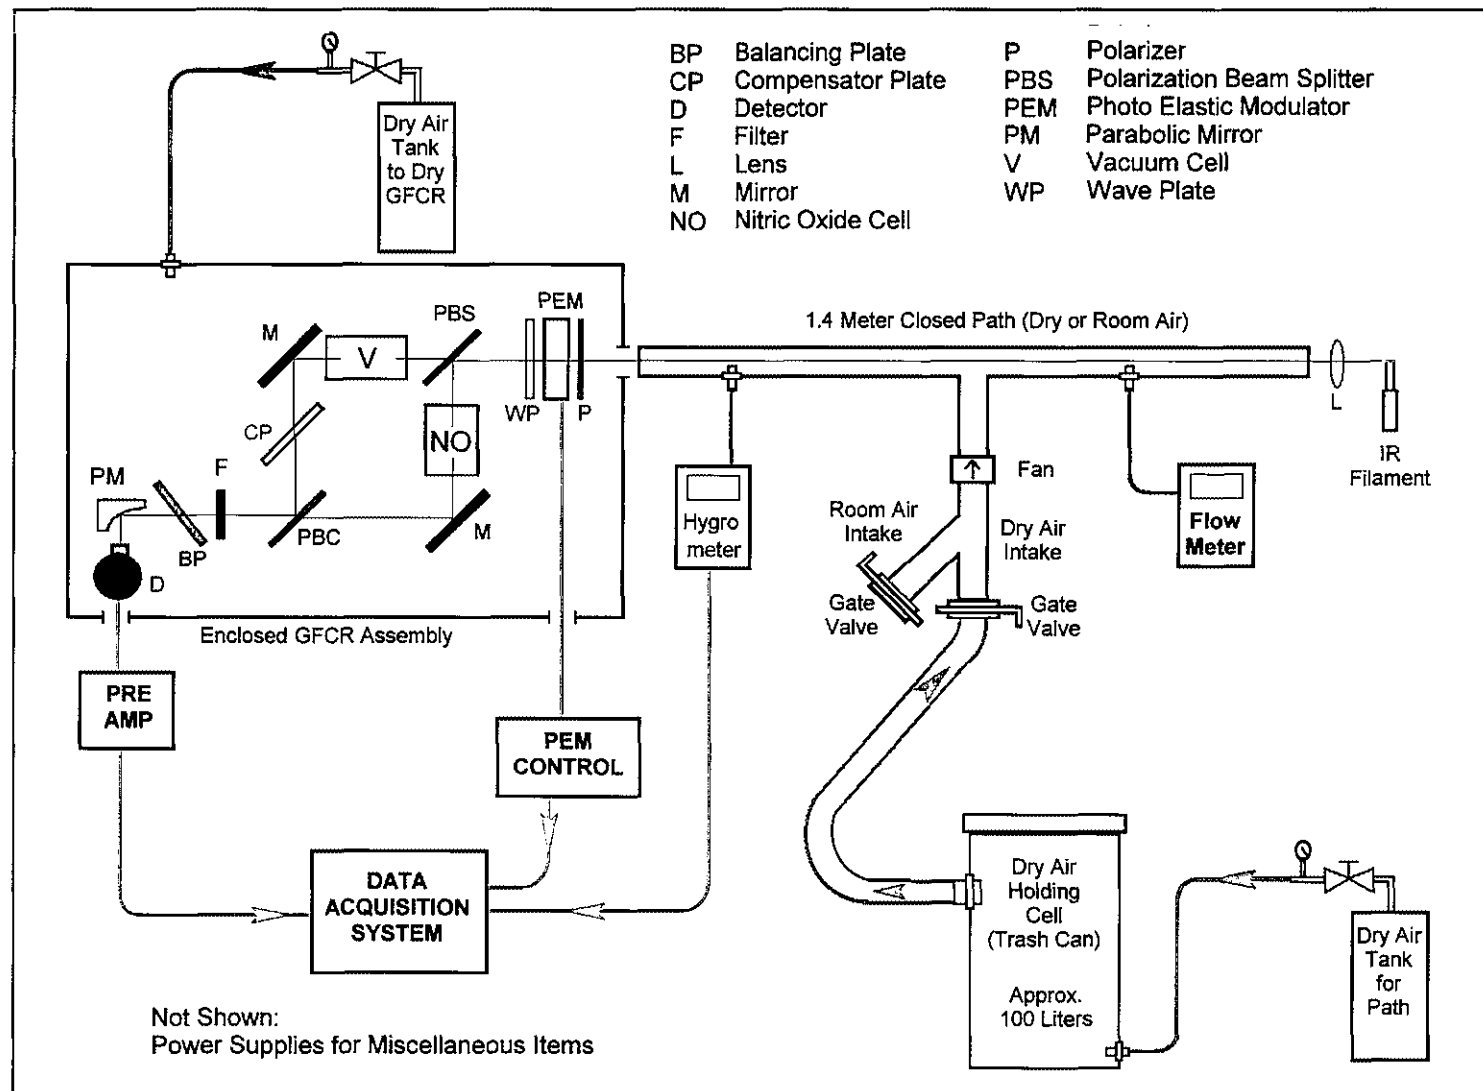 BP Balancing Plate
CP Compensator Plate
D Detector
F Filter
L Lens
M Mirror
NO Nitric Oxide Cell
P Polarizer
PBS Polarization Beam Splitter
PEM Photo Elastic Modulator
PM Parabolic Mirror
V Vacuum Cell
WP Wave Plate
Dry Air
Tank
to Dry
GFCR
M
V
PBS
PEM
WP
P
CP
NO
PM
F
BP
PBC
M
D
Enclosed GFCR Assembly
1.4 Meter Closed Path (Dry or Room Air)
L
IR
Filament
Hygro
meter
Fan
Room Air
Intake
Dry Air
Intake
Flow
Meter
Gate
Valve
Gate
Valve
PRE
AMP
PEM
CONTROL
DATA
ACQUISITION
SYSTEM
Dry Air
Holding
Cell
(Trash Can)
Approx.
100 Liters
Dry Air
Tank
for
Path
Not Shown:
Power Supplies for Miscellaneous Items